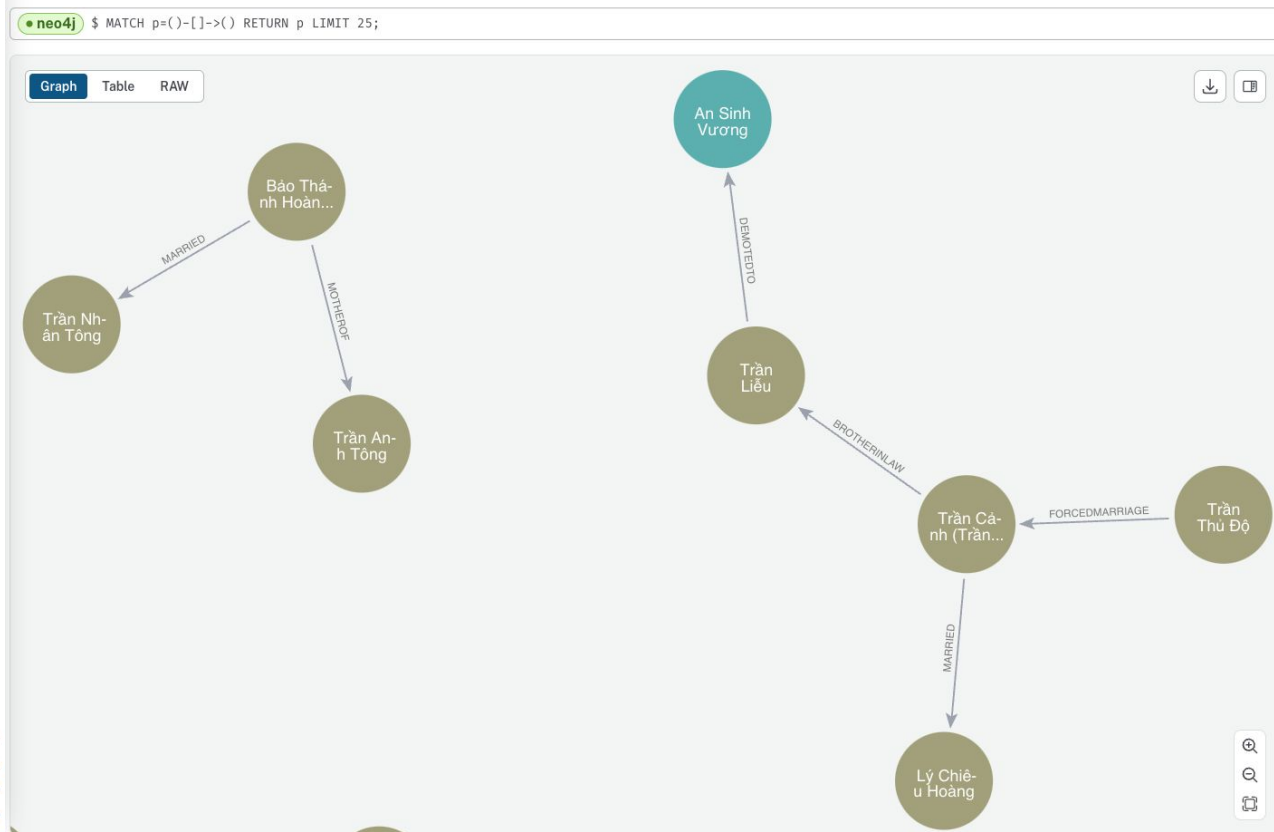 neo4j $ MATCH p=()-[]->() RETURN p LIMIT 25;
Graph Table RAW
An Sinh
Vương
Bảo Thá-
nh Hoàn...
MARRIED
DEMOTEDTO
MOTHEROF
Trần Nh-
ân Tông
Trần
Liễu
Trần An-
h Tông
BROTHERINLAW
Trần Cả-
nh (Trần...
FORCEDMARRIAGE
Trần
Thủ Độ
MARRIED
Lý Chiê-
u Hoàng